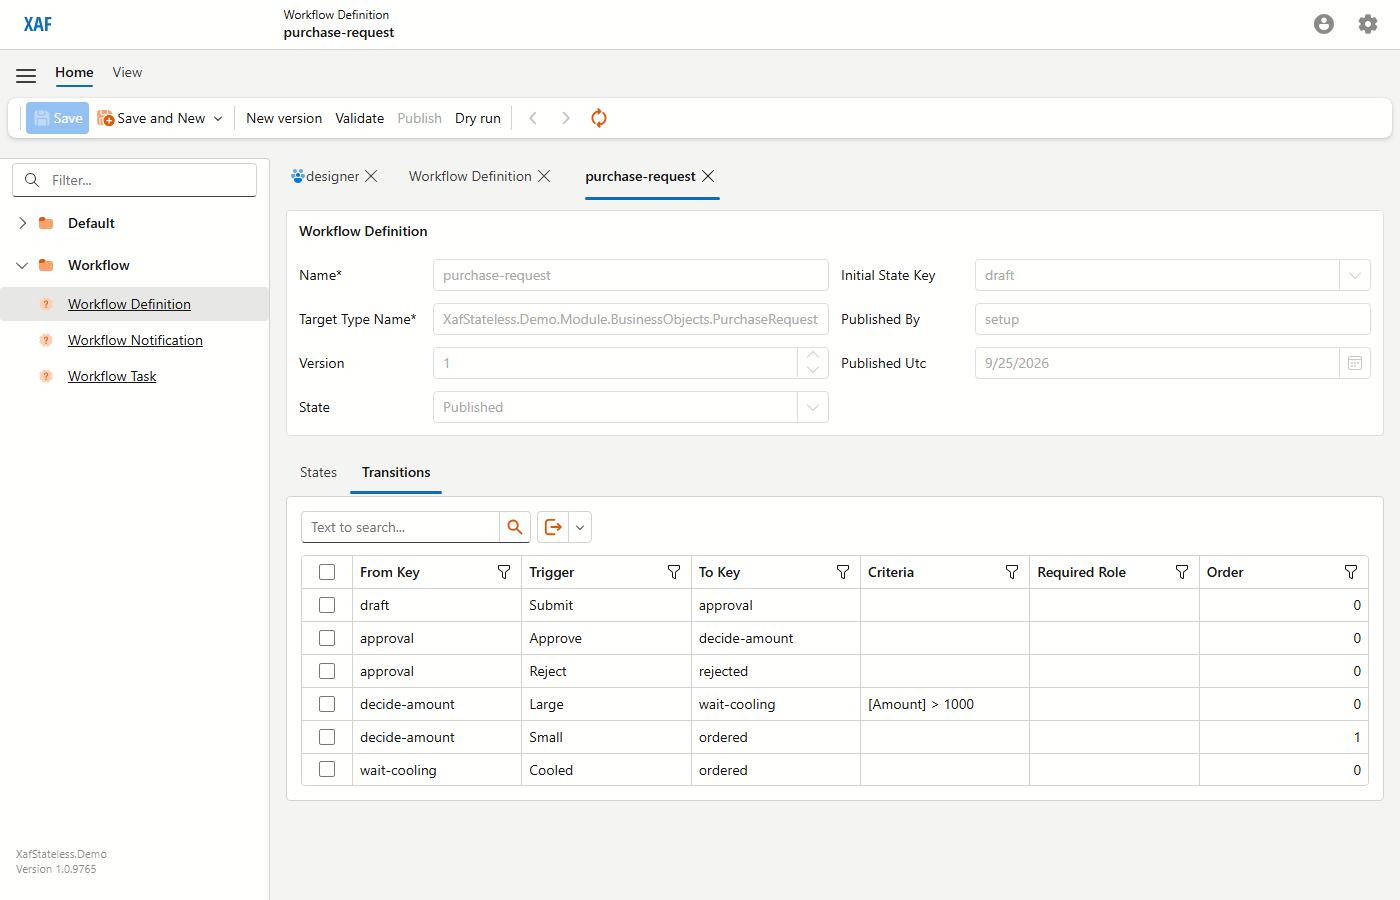 XAF
Workflow Definition
purchase-request
Home View
Save Save and New New version Validate Publish Dry run
Filter...
Default
Workflow
Workflow Definition
Workflow Notification
Workflow Task
XafStateless.Demo
Version 1.0.9765
designer Workflow Definition purchase-request
Workflow Definition
Name* purchase-request Initial State Key draft
Target Type Name* XafStateless.Demo.Module.BusinessObjects.PurchaseRequest Published By setup
Version 1 Published Utc 9/25/2026
State Published
States Transitions
Text to search...
From Key Trigger To Key Criteria Required Role Order
draft Submit approval 0
approval Approve decide-amount 0
approval Reject rejected 0
decide-amount Large wait-cooling [Amount] > 1000 0
decide-amount Small ordered 1
wait-cooling Cooled ordered 0